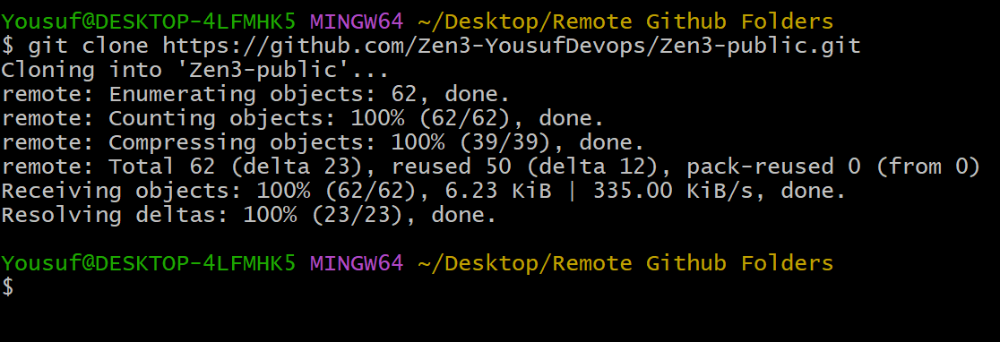 Yousuf@DESKTOP-4LFMHK5 MINGW64 ~/Desktop/Remote Github Folders
$ git clone https://github.com/Zen3-YousufDevops/Zen3-public.git
Cloning into 'Zen3-public'...
remote: Enumerating objects: 62, done.
remote: Counting objects: 100% (62/62), done.
remote: Compressing objects: 100% (39/39), done.
remote: Total 62 (delta 23), reused 50 (delta 12), pack-reused 0 (from 0)
Receiving objects: 100% (62/62), 6.23 KiB | 335.00 KiB/s, done.
Resolving deltas: 100% (23/23), done.
Yousuf@DESKTOP-4LFMHK5 MINGW64 ~/Desktop/Remote Github Folders
$